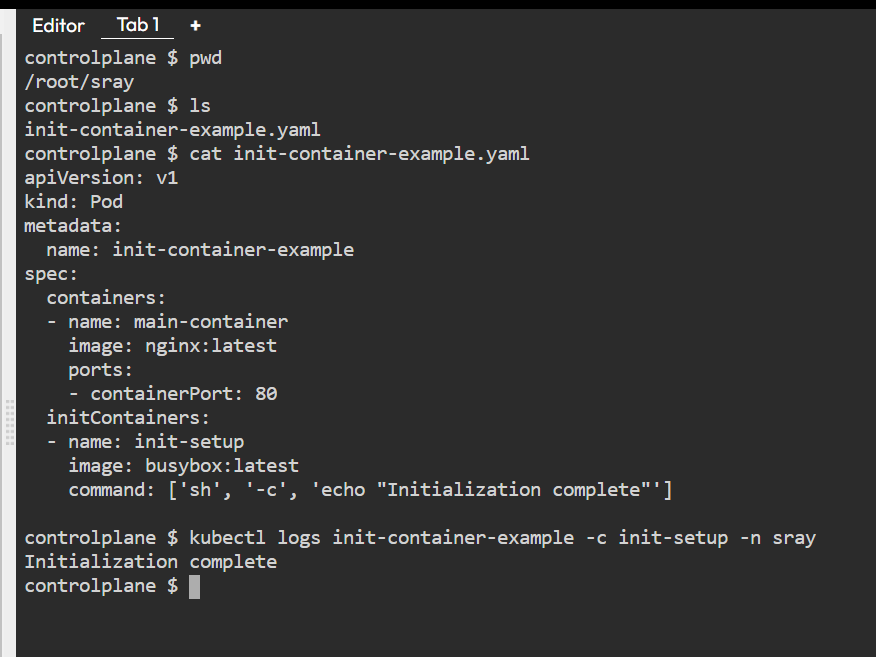 Editor Tab 1 +
controlplane $ pwd
/root/sray
controlplane $ ls
init-container-example.yaml
controlplane $ cat init-container-example.yaml
apiVersion: v1
kind: Pod
metadata:
  name: init-container-example
spec:
  containers:
  - name: main-container
    image: nginx:latest
    ports:
    - containerPort: 80
  initContainers:
  - name: init-setup
    image: busybox:latest
    command: ['sh', '-c', 'echo "Initialization complete"']

controlplane $ kubectl logs init-container-example -c init-setup -n sray
Initialization complete
controlplane $